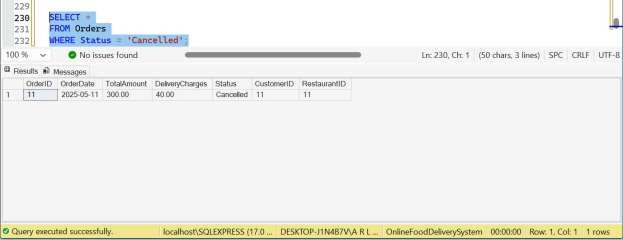 229
230 SELECT *
231 FROM Orders
232 WHERE Status = 'Cancelled';
100 % No issues found Ln: 230, Ch: 1 (50 chars, 3 lines) SPC CRLF UTF-8
Results Messages
OrderID OrderDate TotalAmount DeliveryCharges Status CustomerID RestaurantID
1 11 2025-05-11 300.00 40.00 Cancelled 11 11
Query executed successfully. localhost\SQLEXPRESS (17.0 ... DESKTOP-J1N4B7V\A R L ... OnlineFoodDeliverySystem 00:00:00 Row: 1, Col: 1 1 rows